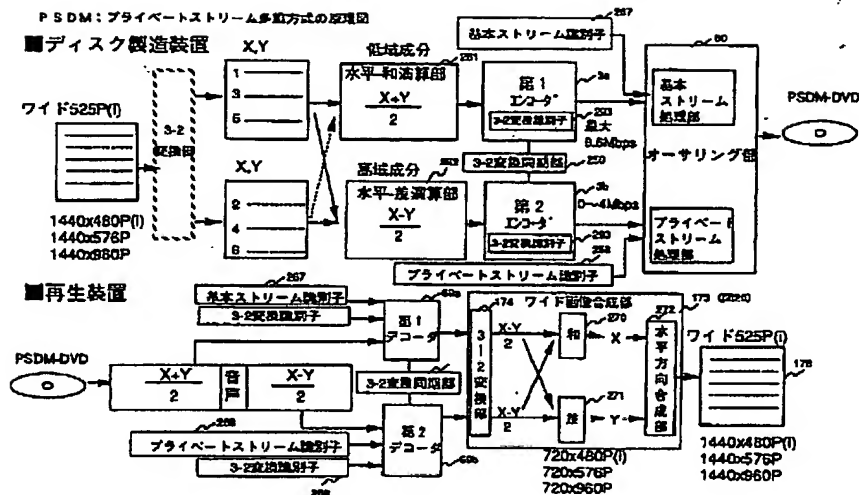 PSDM:プライベートストリーム多重方式の原理図
■ディスク製造装置
267
基本ストリーム識別子
X,Y
低域成分
水平-和演算部
X+Y
2
1
3
5
第1
エンコーダ
3-2変換識別子
3a
293
最大
8.6Mbps
基本
ストリーム
処理部
オーサリング部
PSDM-DVD
ワイド525P(i)
3-2
変換部
1440x480P(i)
1440x576P
1440x960P
3-2変換同期部
X,Y
2
4
6
高域成分
水平-差演算部
X-Y
2
第2
エンコーダ
3-2変換識別子
3b
0~4Mbps
293
268
プライベート
ストリーム
処理部
プライベートストリーム識別子
■再生装置
267
基本ストリーム識別子
3-2変換識別子
第1
デコーダ
PSDM-DVD
X+Y
2
音声
X-Y
2
3-2変換同期部
プライベートストリーム識別子
3-2変換識別子
第2
デコーダ
ワイド画像合成部
173
174
3-2変換部
X-Y
2
X-Y
2
270
和
X
271
差
Y
272
水平方向合成部
720x480P(i)
720x576P
720x960P
ワイド525P(i)
1440x480P(i)
1440x576P
1440x960P